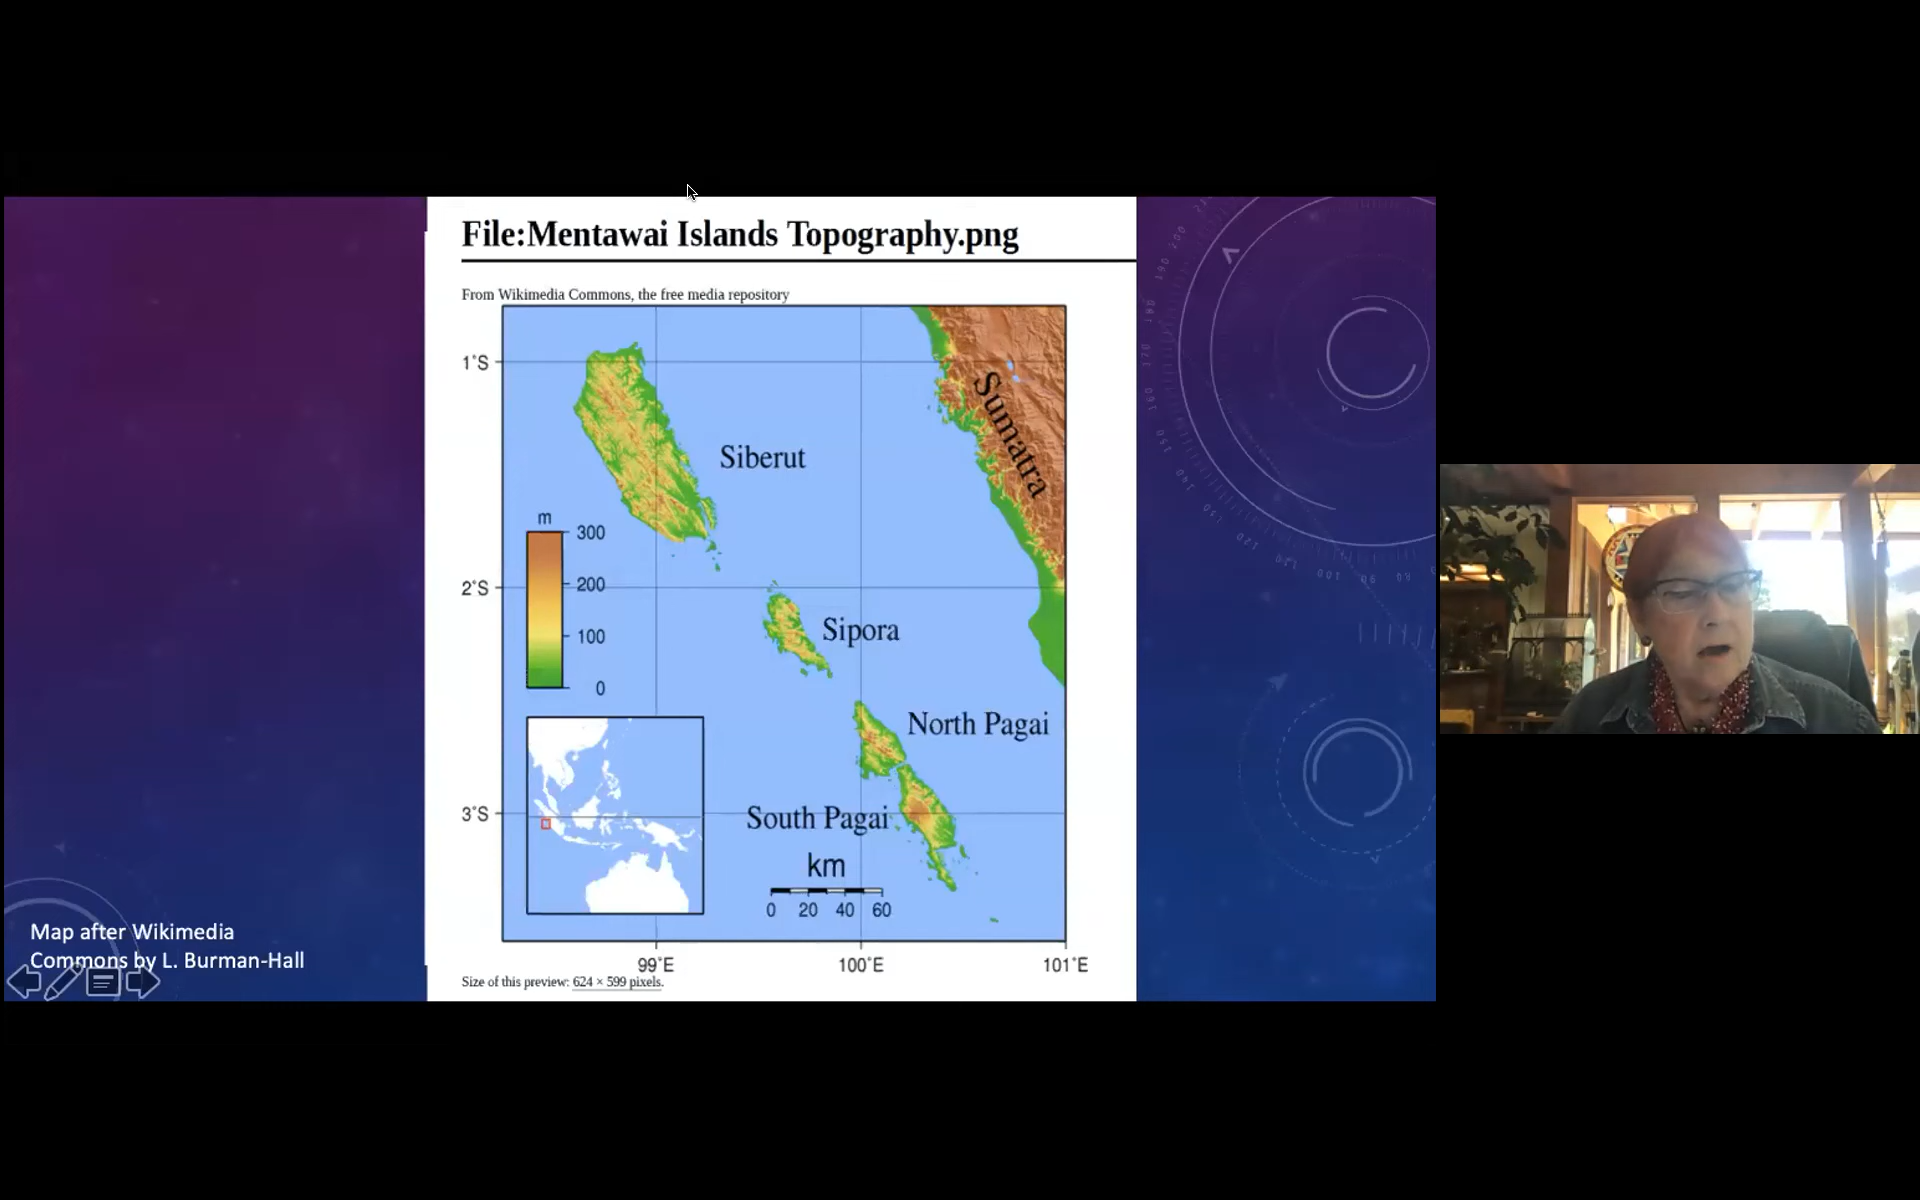 File:Mentawai Islands Topography.png
From Wikimedia Commons, the free media repository
1°S
Sumatra
Siberut
m
300
200
100
0
2°S
Sipora
North Pagai
3°S
South Pagai
km
0 20 40 60
99°E 100°E 101°E
Size of this preview: 624 × 599 pixels.
Map after Wikimedia
Commons by L. Burman-Hall